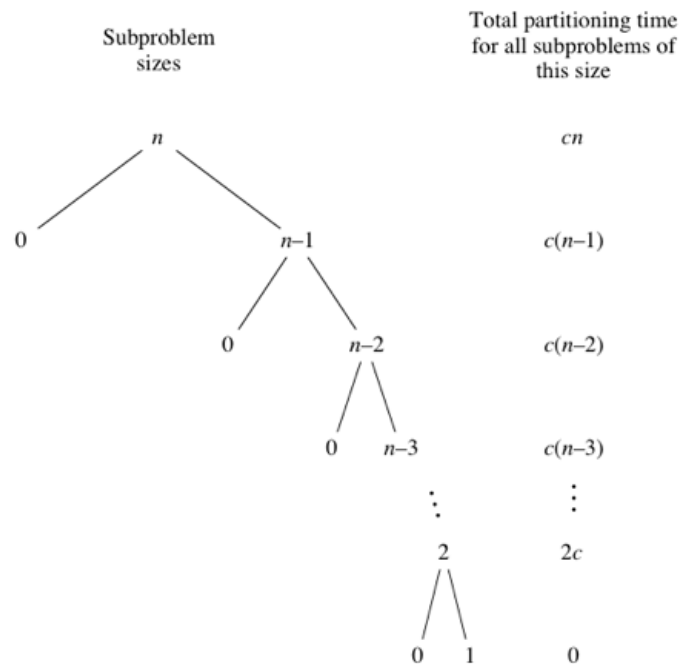 Subproblem
sizes
Total partitioning time
for all subproblems of
this size
n
cn
0
n–1
c(n–1)
0
n–2
c(n–2)
0
n–3
c(n–3)
⋱
⋮
2
2c
0
1
0